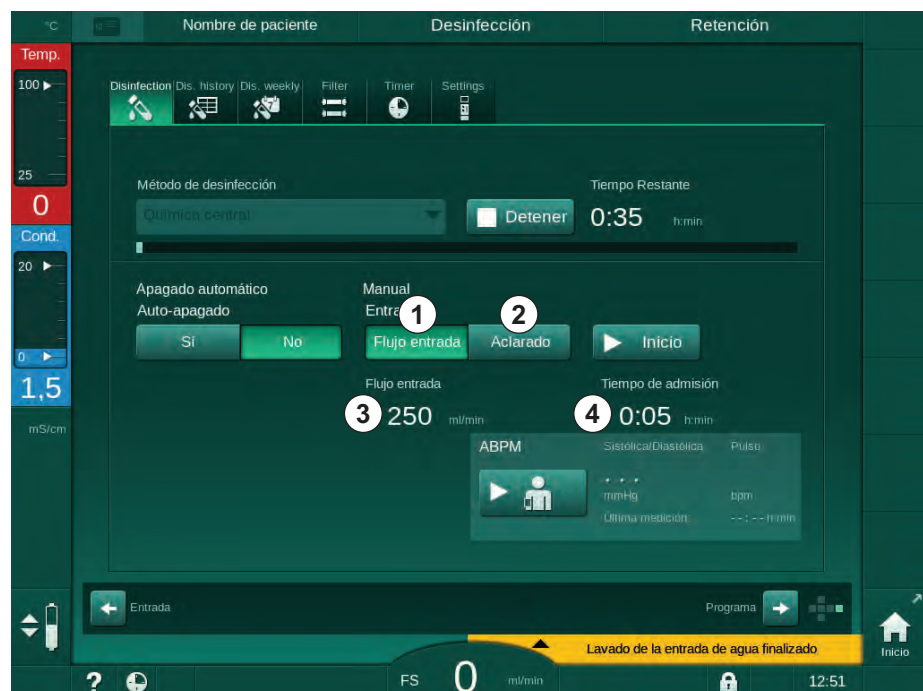 °C Nombre de paciente Desinfección Retención
Temp.
100
25
0
Cond.
20
0
1,5
mS/cm
Disinfection Dis. history Dis. weekly Filter Timer Settings
7
Método de desinfección
Tiempo Restante
Química central
Detener
0:35 h:min
Apagado automático
Auto-apagado
Sí No
Manual
Entra
1
2
Flujo entrada Aclarado
Inicio
Flujo entrada
Tiempo de admisión
3 250 ml/min
4 0:05 h:min
ABPM
Sistólica/Diastólica Pulso
mmHg bpm
Última medición: --:-- h:min
Entrada
Programa
Lavado de la entrada de agua finalizado
Inicio
? FS 0 ml/min 12:51